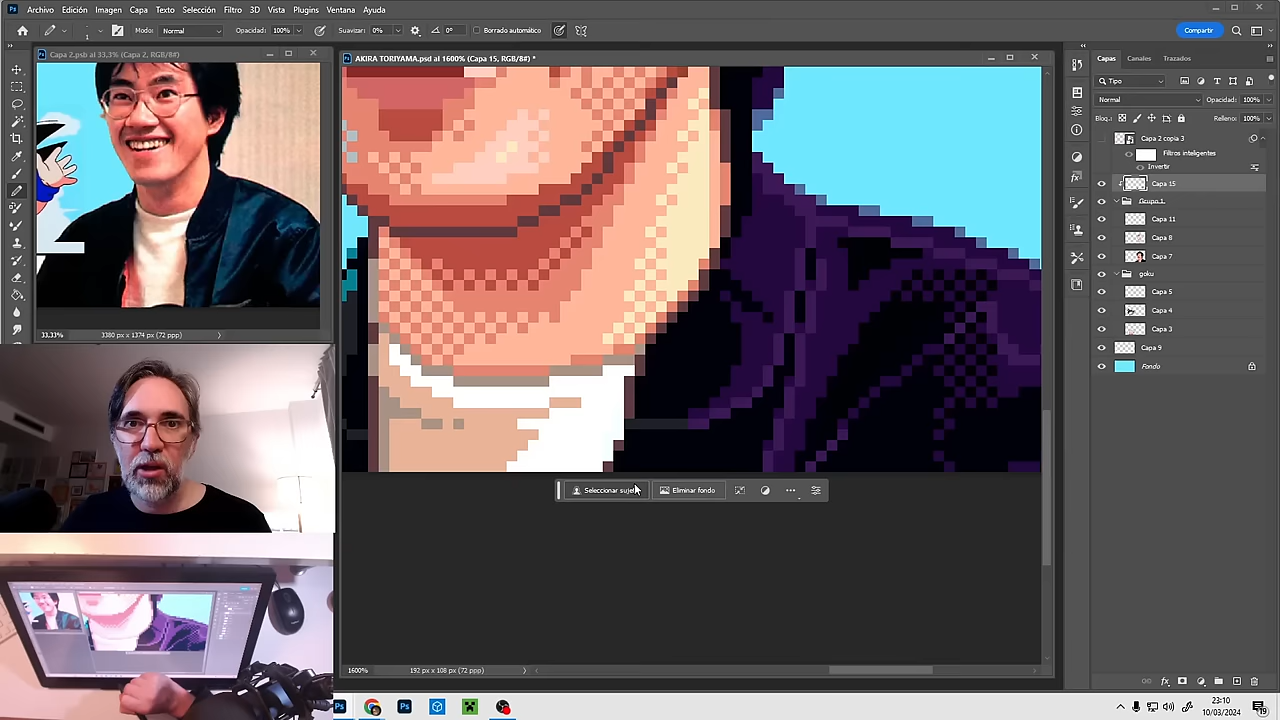 Archivo Edición Imagen Capa Texto Selección Filtro 3D Vista Plugins Ventana Ayuda
1 Modo: Normal Opacidad: 100% Suavizar: 0% 0° Borrado automático Compartir
Capa 2.psb al 33,3% (Capa 2, RGB/8#)
AKIRA TORIYAMA.psd al 1600% (Capa 15, RGB/8#) *
33,33% 3380 px x 1374 px (72 ppp)
Seleccionar sujeto Eliminar fondo
1600% 192 px x 108 px (72 ppp)
Capas Canales Trazados
Tipo
Normal Opacidad: 100%
Bloq.: Relleno: 100%
Capa 2 copia 3
Filtros inteligentes
Invertir
Capa 15
Grupo 1
Capa 11
Capa 8
Capa 7
goku
Capa 5
Capa 4
Capa 3
Capa 9
Fondo
23:10
10/03/2024